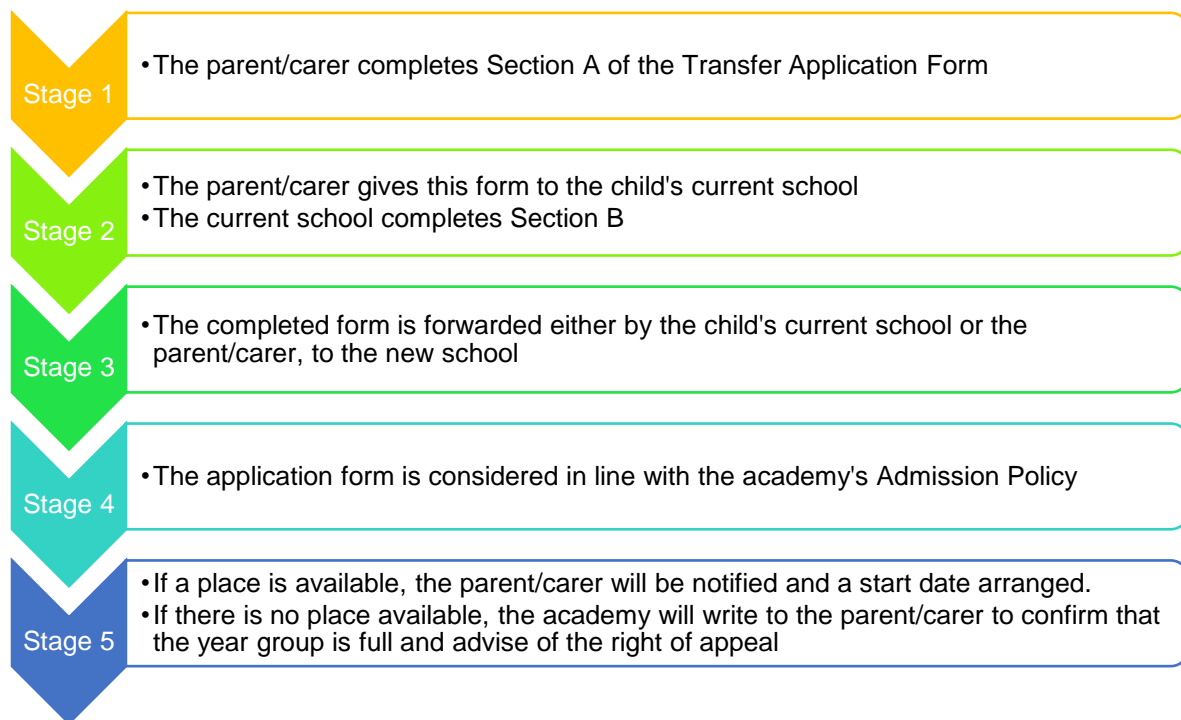 Stage 1
•The parent/carer completes Section A of the Transfer Application Form
Stage 2
•The parent/carer gives this form to the child's current school
•The current school completes Section B
Stage 3
•The completed form is forwarded either by the child's current school or the
parent/carer, to the new school
Stage 4
•The application form is considered in line with the academy's Admission Policy
Stage 5
•If a place is available, the parent/carer will be notified and a start date arranged.
•If there is no place available, the academy will write to the parent/carer to confirm that
the year group is full and advise of the right of appeal